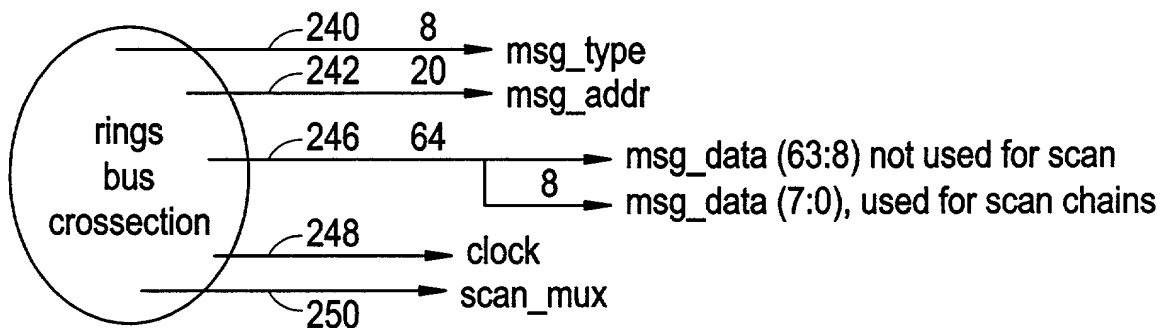 240 8 msg_type
242 20 msg_addr
rings
bus
crossection
246 64 msg_data (63:8) not used for scan
8 msg_data (7:0), used for scan chains
248 clock
250 scan_mux